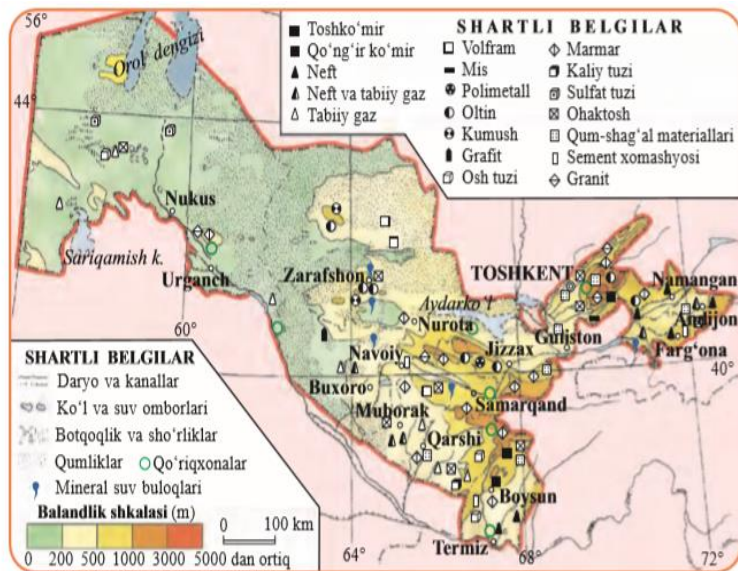 56°
Orol dengizi
44°
SHARTLI BELGILAR
Toshko‘mir
Qo‘ng‘ir ko‘mir
Neft
Neft va tabiiy gaz
Tabiiy gaz
Volfram
Mis
Polimetall
Oltin
Kumush
Grafit
Osh tuzi
Marmar
Kaliy tuzi
Sulfat tuzi
Ohaktosh
Qum-shag‘al materiallari
Sement xomashyosi
Granit
Nukus
Sariqamish k.
Urganch
60°
Zarafshon
TOSHKENT
Namangan
Aydarko‘l
Andijon
Nurota
Guliston
Farg‘ona
Jizzax
Navoiy
40°
Buxoro
Samarqand
Muborak
Qarshi
Boysun
Termiz
64°
68°
72°
SHARTLI BELGILAR
Daryo va kanallar
Ko‘l va suv omborlari
Botqoqlik va sho‘rliklar
Qumliklar
Qo‘riqxonalar
Mineral suv buloqlari
Balandlik shkalasi (m)
0 200 500 1000 3000 5000 dan ortiq
0 100 km